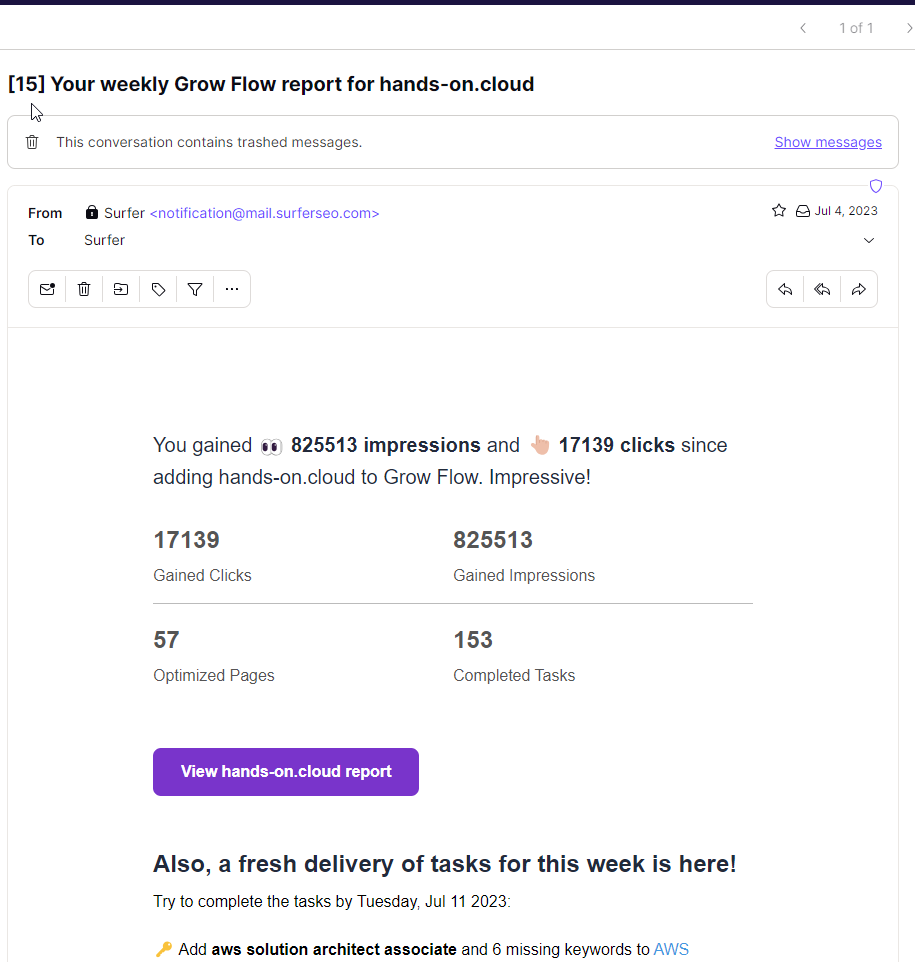 1 of 1
[15] Your weekly Grow Flow report for hands-on.cloud
This conversation contains trashed messages. Show messages
From Surfer <notification@mail.surferseo.com> Jul 4, 2023
To Surfer
You gained 👀 825513 impressions and 👆🏻 17139 clicks since
adding hands-on.cloud to Grow Flow. Impressive!
17139 825513
Gained Clicks Gained Impressions
57 153
Optimized Pages Completed Tasks
View hands-on.cloud report
Also, a fresh delivery of tasks for this week is here!
Try to complete the tasks by Tuesday, Jul 11 2023:
🔑 Add aws solution architect associate and 6 missing keywords to AWS